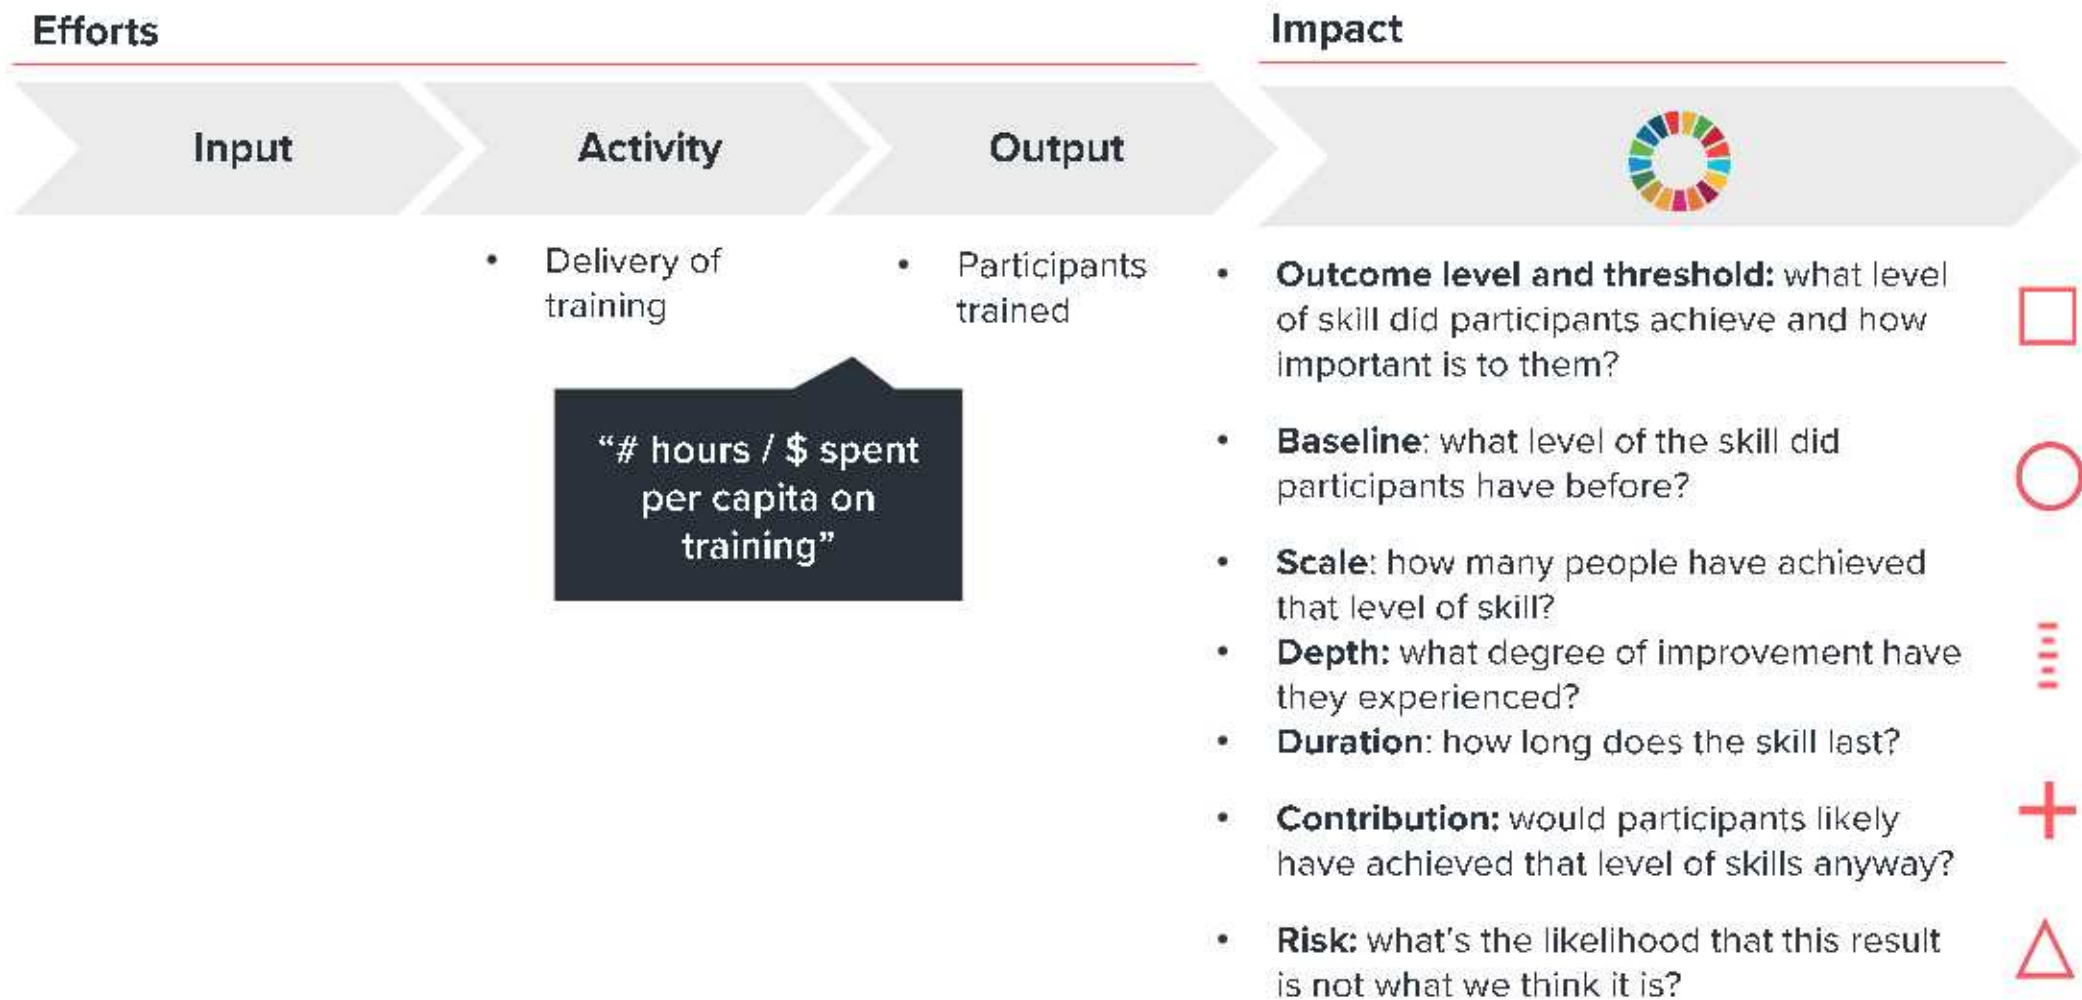 Efforts
Impact
Input
Activity
Output
• Delivery of
training
• Participants
trained
“# hours / $ spent
per capita on
training”
• Outcome level and threshold: what level
of skill did participants achieve and how
important is to them?
• Baseline: what level of the skill did
participants have before?
• Scale: how many people have achieved
that level of skill?
• Depth: what degree of improvement have
they experienced?
• Duration: how long does the skill last?
• Contribution: would participants likely
have achieved that level of skills anyway?
• Risk: what's the likelihood that this result
is not what we think it is?